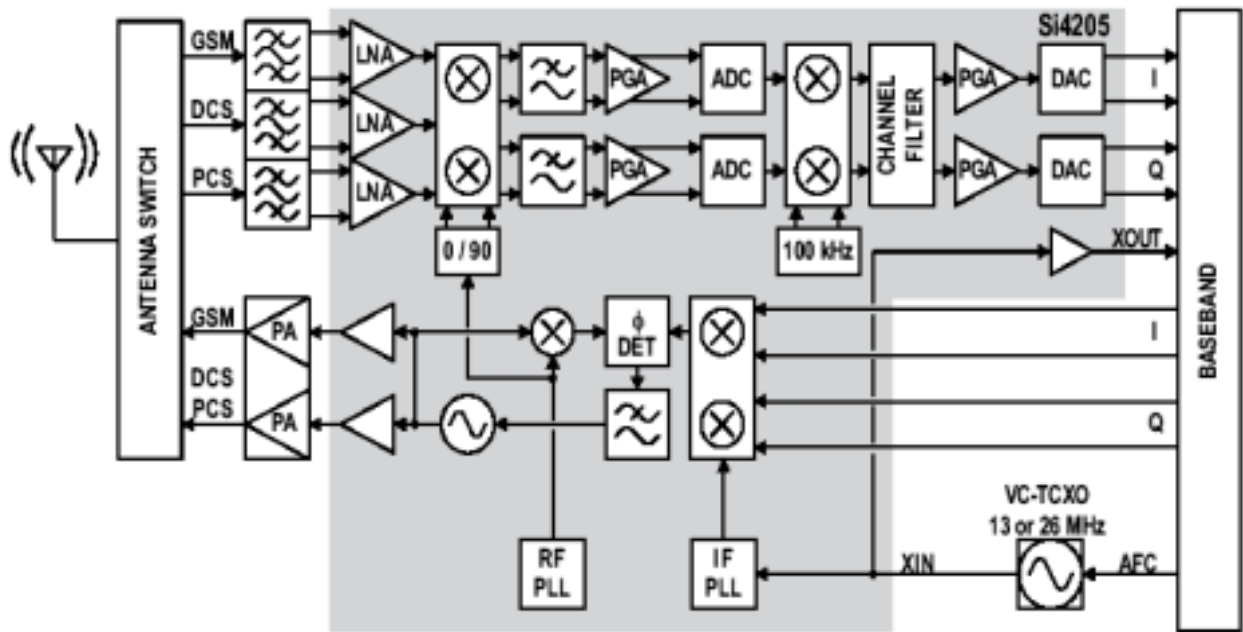 Si4205
ANTENNA SWITCH
GSM
DCS
PCS
LNA
LNA
LNA
0 / 90
PGA
PGA
ADC
ADC
100 kHz
CHANNEL
FILTER
PGA
PGA
DAC
DAC
I
Q
XOUT
BASEBAND
GSM
DCS
PCS
PA
PA
ϕ
DET
I
Q
RF
PLL
IF
PLL
XIN
VC-TCXO
13 or 26 MHz
AFC